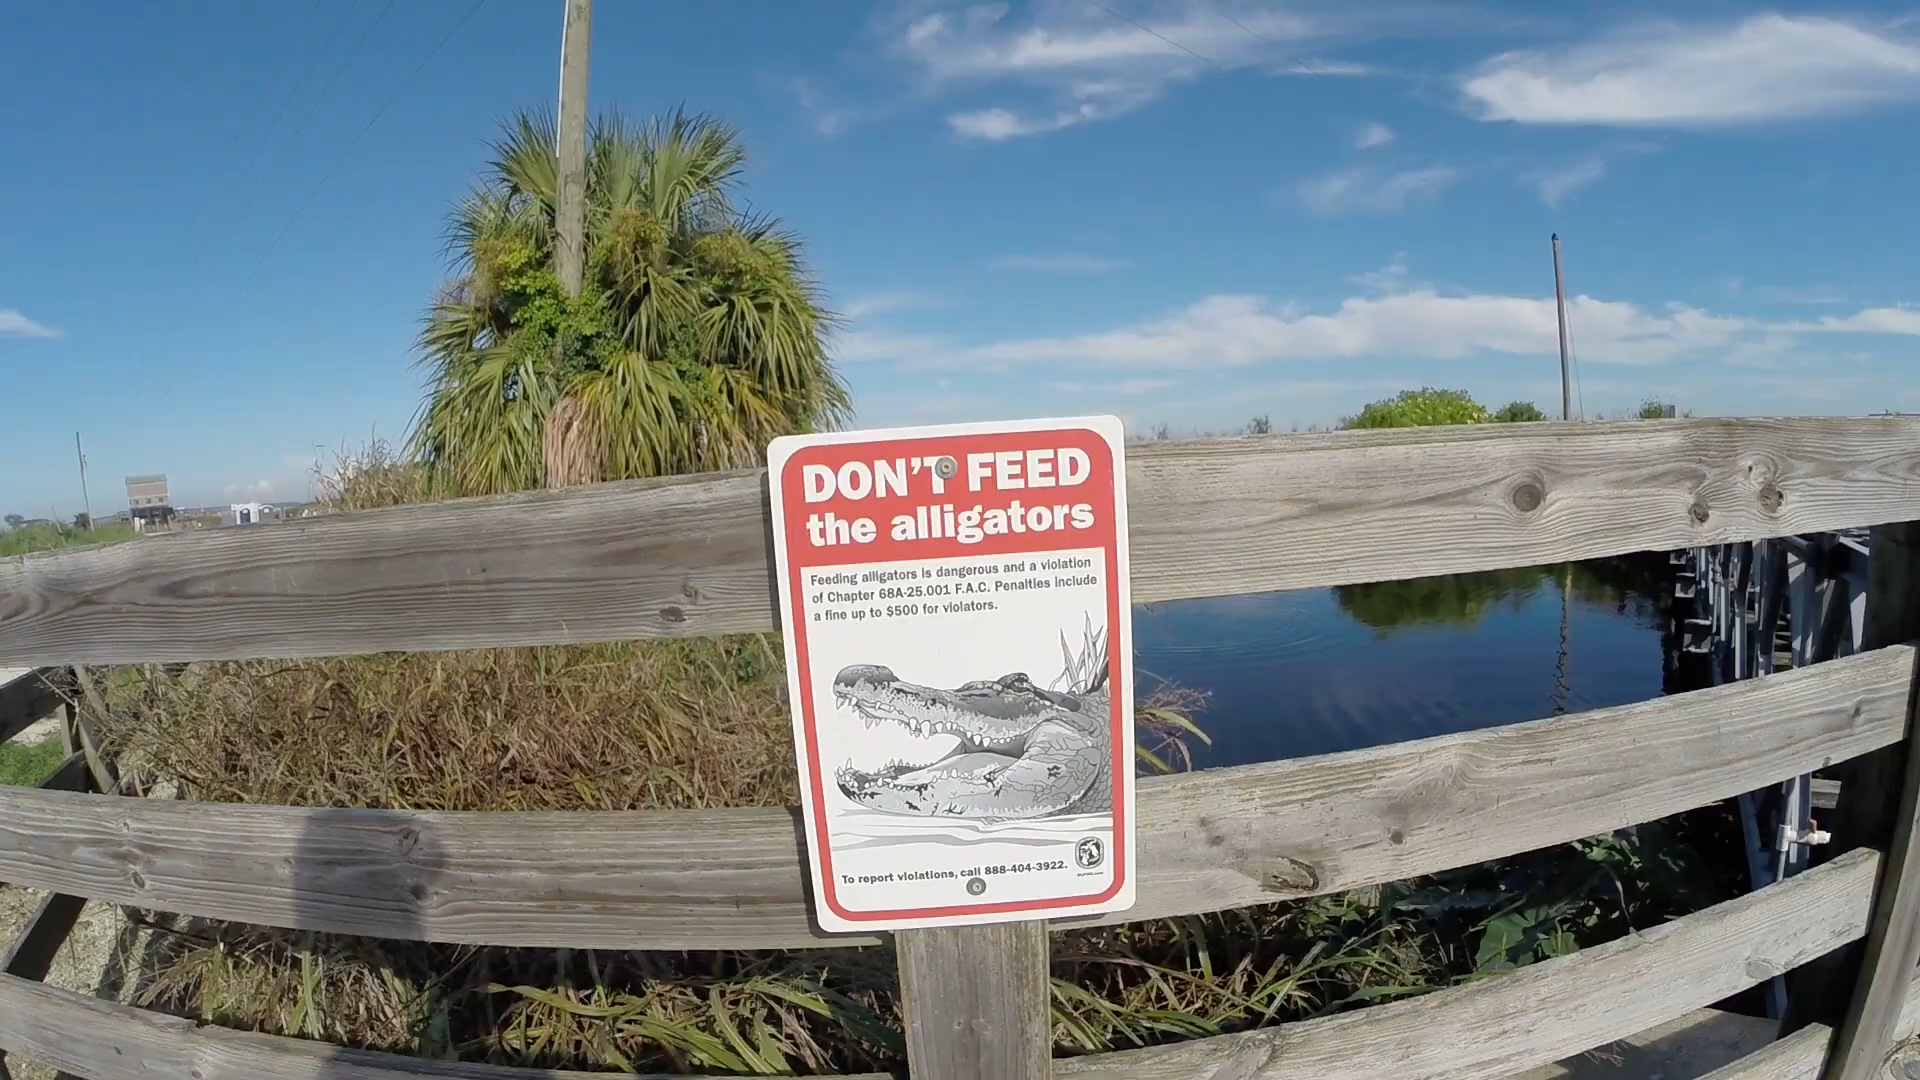 DON'T FEED
the alligators
Feeding alligators is dangerous and a violation
of Chapter 68A-25.001 F.A.C. Penalties include
a fine up to $500 for violators.
To report violations, call 888-404-3922.